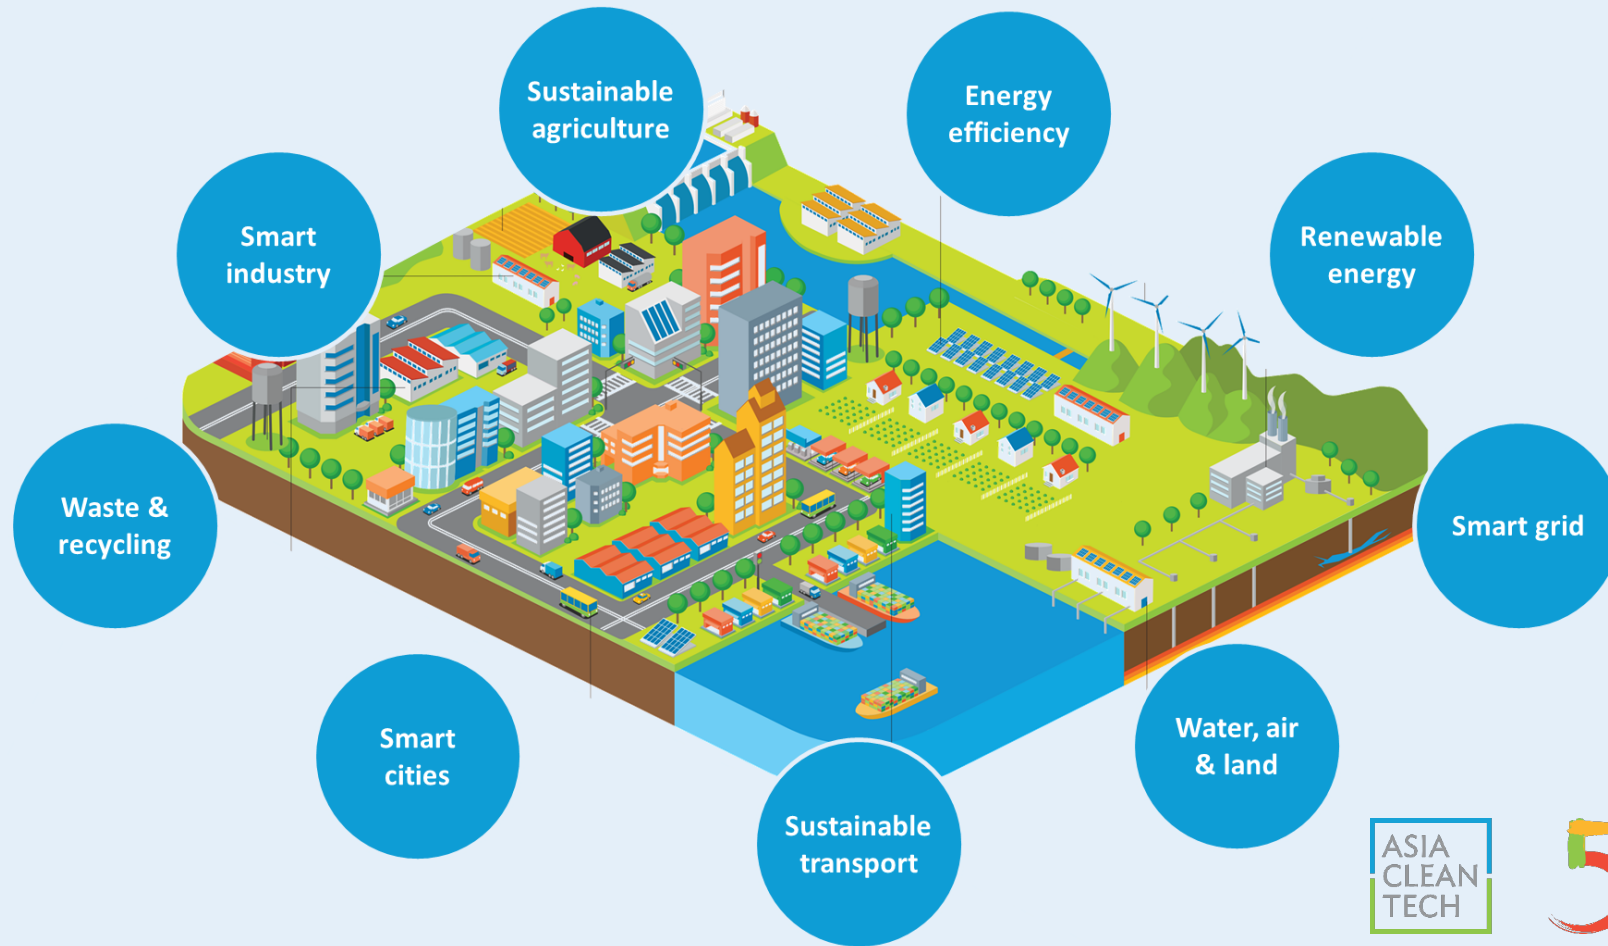 Sustainable
agriculture
Energy
efficiency
Smart
industry
Renewable
energy
Waste &
recycling
Smart grid
Smart
cities
Water, air
& land
Sustainable
transport
ASIA
CLEAN
TECH
5